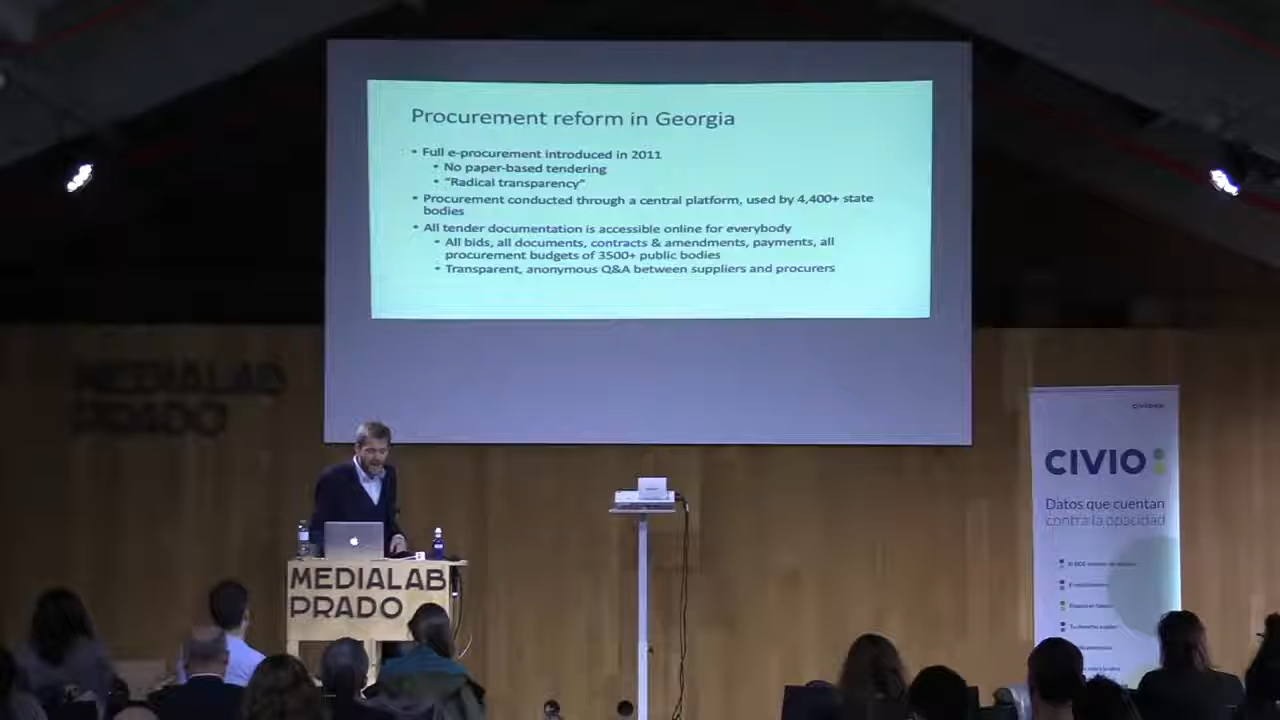 Procurement reform in Georgia
• Full e-procurement introduced in 2011
• No paper-based tendering
• "Radical transparency"
• Procurement conducted through a central platform, used by 4,400+ state
bodies
• All tender documentation is accessible online for everybody
• All bids, all documents, contracts & amendments, payments, all
procurement budgets of 3500+ public bodies
• Transparent, anonymous Q&A between suppliers and procurers
MEDIALAB
PRADO
MEDIALAB
PRADO
CIVIO
Datos que cuentan
contra la opacidad